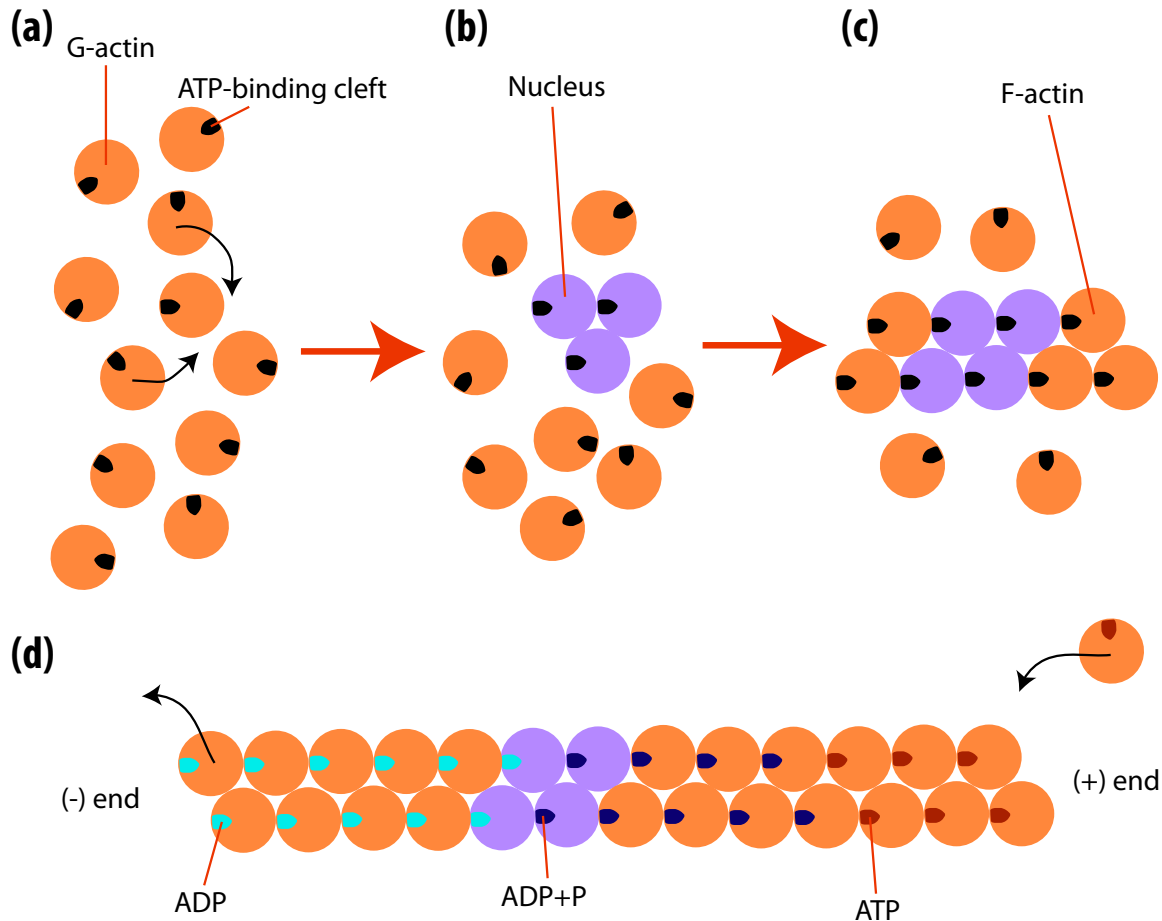 (a)
(b)
(c)
G-actin
ATP-binding cleft
Nucleus
F-actin
(d)
(-) end
(+) end
ADP
ADP+P
ATP